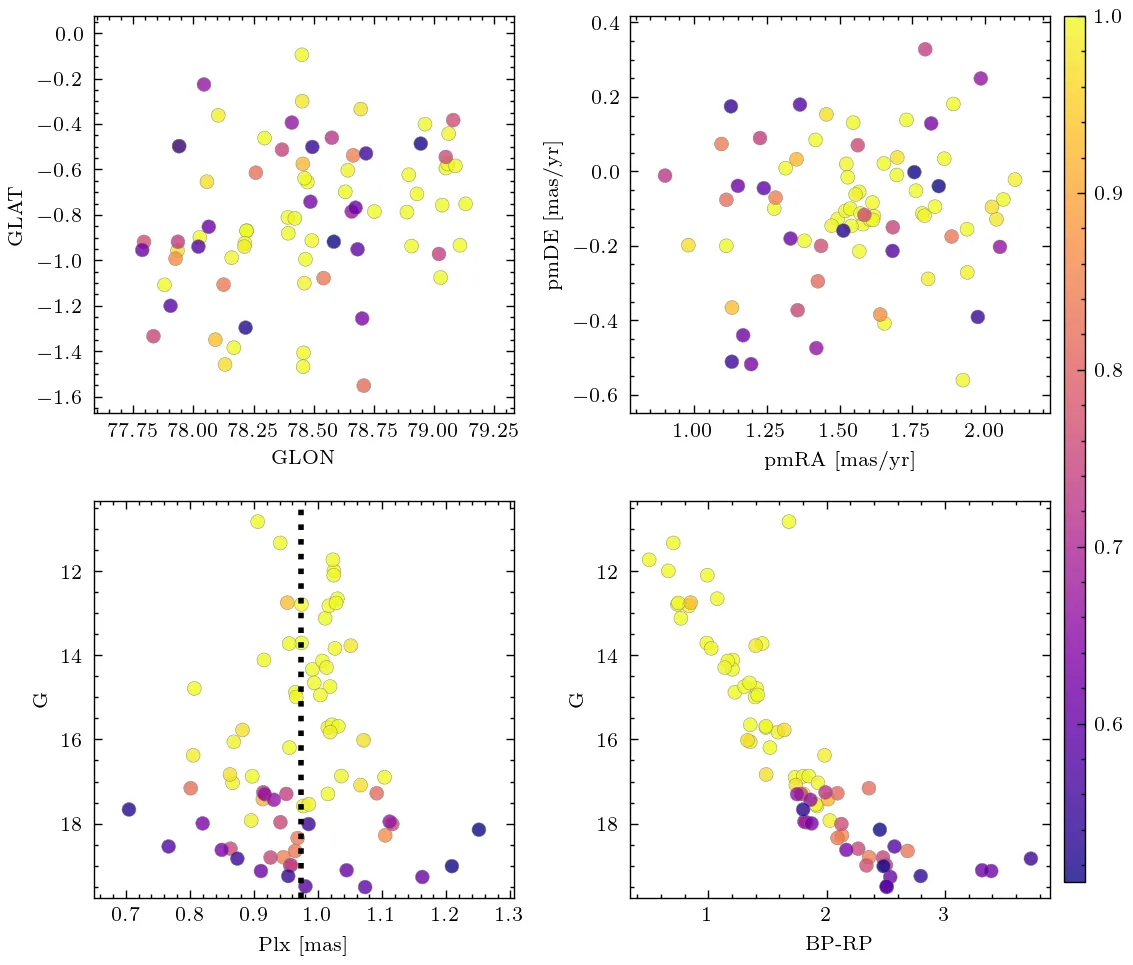 0.0
−0.2
−0.4
−0.6
−0.8
−1.0
−1.2
−1.4
−1.6
GLAT
77.75 78.00 78.25 78.50 78.75 79.00 79.25
GLON
0.4
0.2
0.0
−0.2
−0.4
−0.6
pmDE [mas/yr]
1.00 1.25 1.50 1.75 2.00
pmRA [mas/yr]
1.0
0.9
0.8
0.7
0.6
12
14
16
18
G
0.7 0.8 0.9 1.0 1.1 1.2 1.3
Plx [mas]
12
14
16
18
G
1 2 3
BP-RP